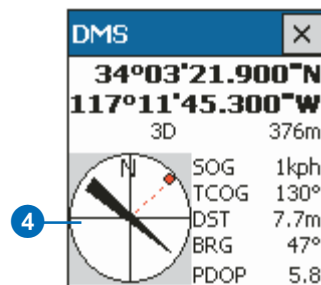 DMS
34°03'21.900"N
117°11'45.300"W
3D 376m
N
SOG 1kph
TCOG 130°
4
DST 7.7m
BRG 47°
PDOP 5.8